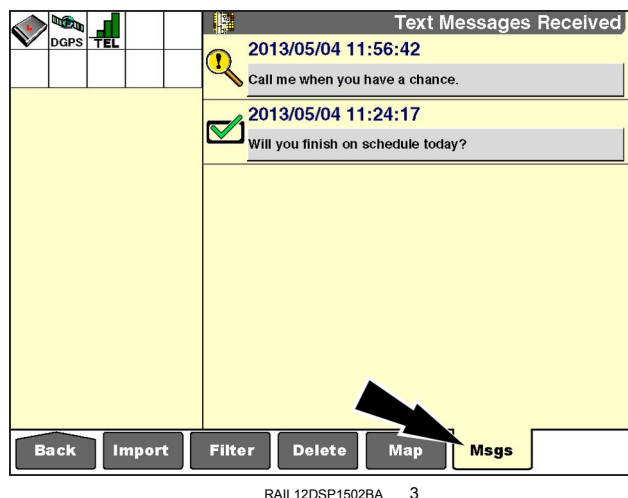 Text Messages Received
DGPS
TEL
2013/05/04 11:56:42
Call me when you have a chance.
2013/05/04 11:24:17
Will you finish on schedule today?
Back
Import
Filter
Delete
Map
Msgs
RAIL12DSP1502BA 3